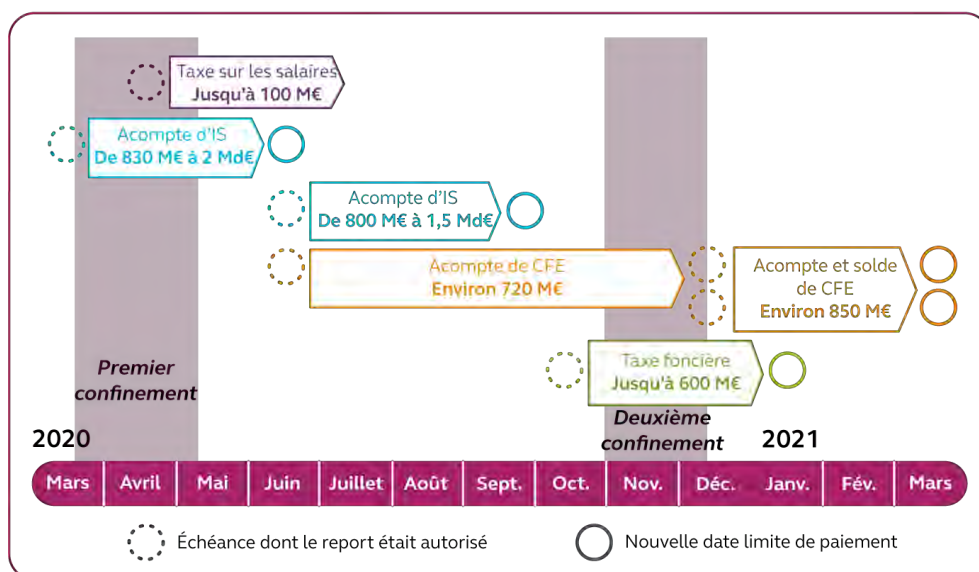 Taxe sur les salaires
Jusqu'à 100 M€
Acompte d'IS
De 830 M€ à 2 Md€
Acompte d'IS
De 800 M€ à 1,5 Md€
Acompte de CFE
Environ 720 M€
Acompte et solde
de CFE
Environ 850 M€
Taxe foncière
Jusqu'à 600 M€
Premier
confinement
Deuxième
confinement
2020
2021
Mars Avril Mai Juin Juillet Août Sept. Oct. Nov. Déc. Janv. Fév. Mars
Échéance dont le report était autorisé
Nouvelle date limite de paiement